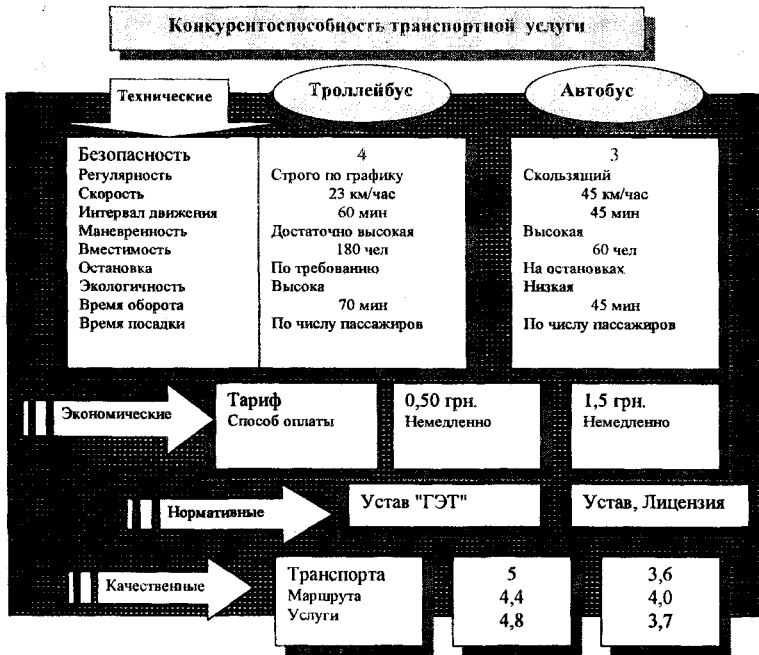 Конкурентоспособность транспортной услуги
Технические
Троллейбус
Автобус
Безопасность 4 3
Регулярность Строго по графику Скользящий
Скорость 23 км/час 45 км/час
Интервал движения 60 мин 45 мин
Маневренность Достаточно высокая Высокая
Вместимость 180 чел 60 чел
Остановка По требованию На остановках
Экологичность Высока Низкая
Время оборота 70 мин 45 мин
Время посадки По числу пассажиров По числу пассажиров
Экономические
Тариф 0,50 грн. 1,5 грн.
Способ оплаты Немедленно Немедленно
Нормативные
Устав "ГЭТ" Устав, Лицензия
Качественные
Транспорта 5 3,6
Маршрута 4,4 4,0
Услуги 4,8 3,7